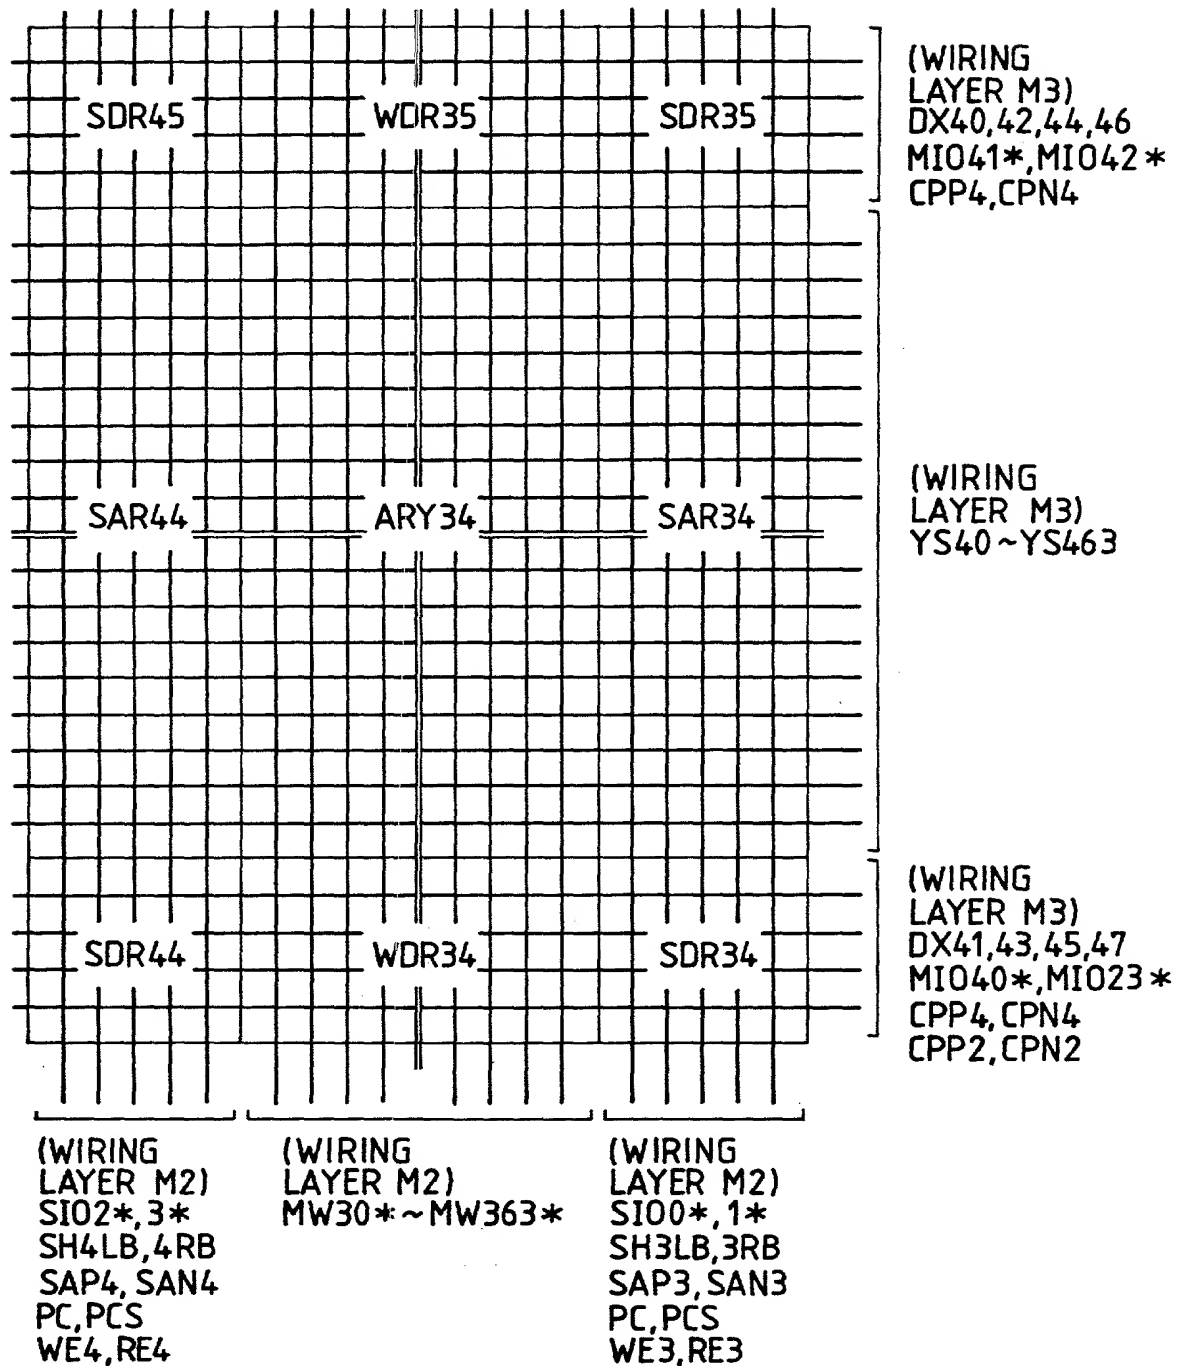 SDR45
WDR35
SDR35
(WIRING
LAYER M3)
DX40,42,44,46
MIO41*,MIO42*
CPP4,CPN4
SAR44
ARY34
SAR34
(WIRING
LAYER M3)
YS40~YS463
SDR44
WDR34
SDR34
(WIRING
LAYER M3)
DX41,43,45,47
MIO40*,MIO23*
CPP4,CPN4
CPP2,CPN2
(WIRING
LAYER M2)
SIO2*,3*
SH4LB,4RB
SAP4,SAN4
PC,PCS
WE4,RE4
(WIRING
LAYER M2)
MW30*~MW363*
(WIRING
LAYER M2)
SIO0*,1*
SH3LB,3RB
SAP3,SAN3
PC,PCS
WE3,RE3